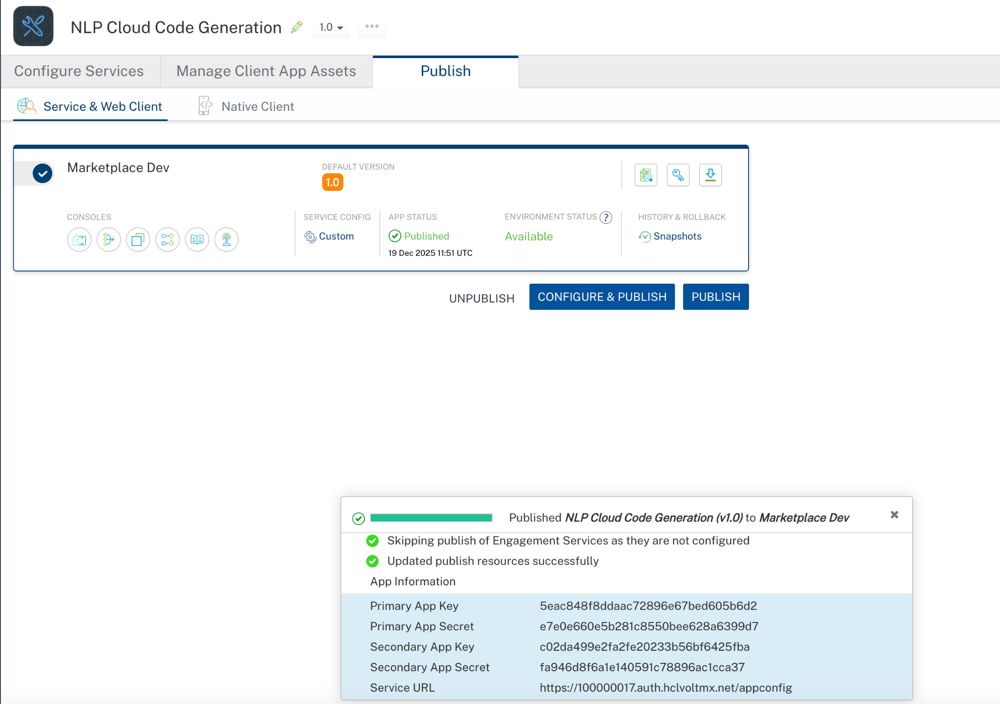 NLP Cloud Code Generation 1.0
Configure Services Manage Client App Assets Publish
Service & Web Client Native Client
Marketplace Dev
DEFAULT VERSION
1.0
CONSOLES
SERVICE CONFIG
Custom
APP STATUS
Published
19 Dec 2025 11:51 UTC
ENVIRONMENT STATUS ?
Available
HISTORY & ROLLBACK
Snapshots
UNPUBLISH CONFIGURE & PUBLISH PUBLISH
Published NLP Cloud Code Generation (v1.0) to Marketplace Dev
Skipping publish of Engagement Services as they are not configured
Updated publish resources successfully
App Information
Primary App Key 5eac848f8ddaac72896e67bed605b6d2
Primary App Secret e7e0e660e5b281c8550bee628a6399d7
Secondary App Key c02da499e2fa2fe20233b56bf6425fba
Secondary App Secret fa946d8f6a1e140591c78896ac1cca37
Service URL https://100000017.auth.hclvoltmx.net/appconfig